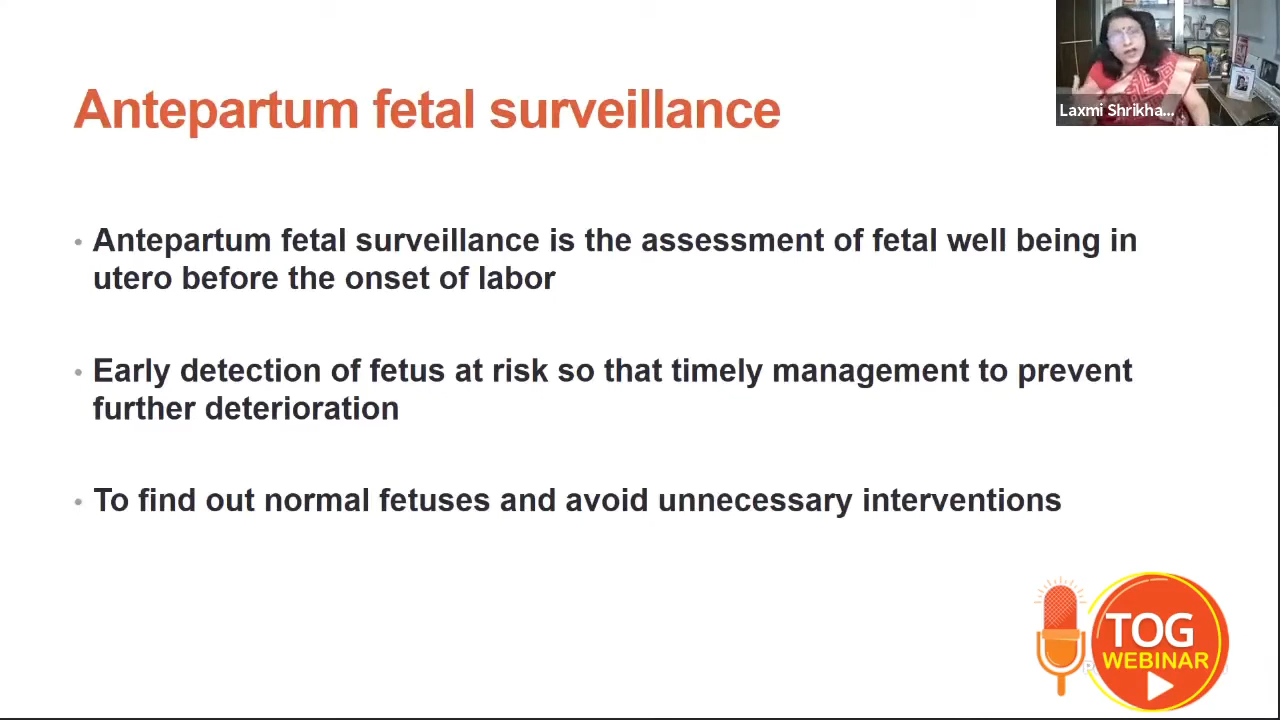 Antepartum fetal surveillance
Laxmi Shrikha...
• Antepartum fetal surveillance is the assessment of fetal well being in
utero before the onset of labor
• Early detection of fetus at risk so that timely management to prevent
further deterioration
• To find out normal fetuses and avoid unnecessary interventions
TOG
WEBINAR